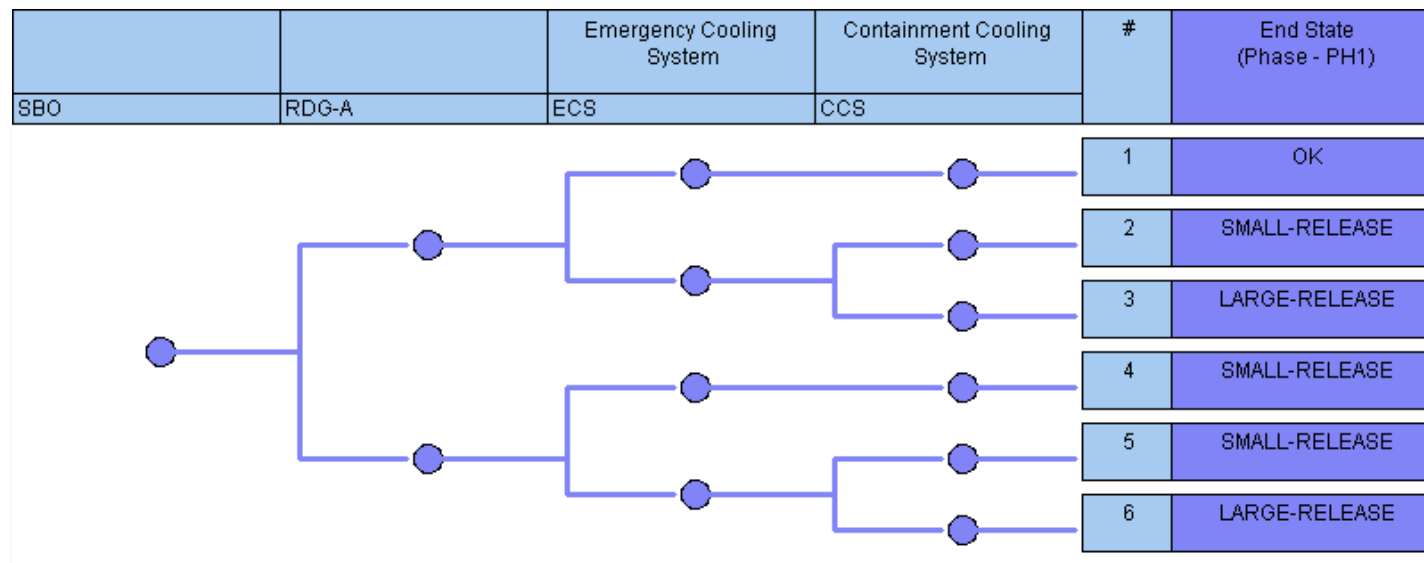 Emergency Cooling
System
Containment Cooling
System
#
End State
(Phase - PH1)
SBO
RDG-A
ECS
CCS
1
OK
2
SMALL-RELEASE
3
LARGE-RELEASE
4
SMALL-RELEASE
5
SMALL-RELEASE
6
LARGE-RELEASE